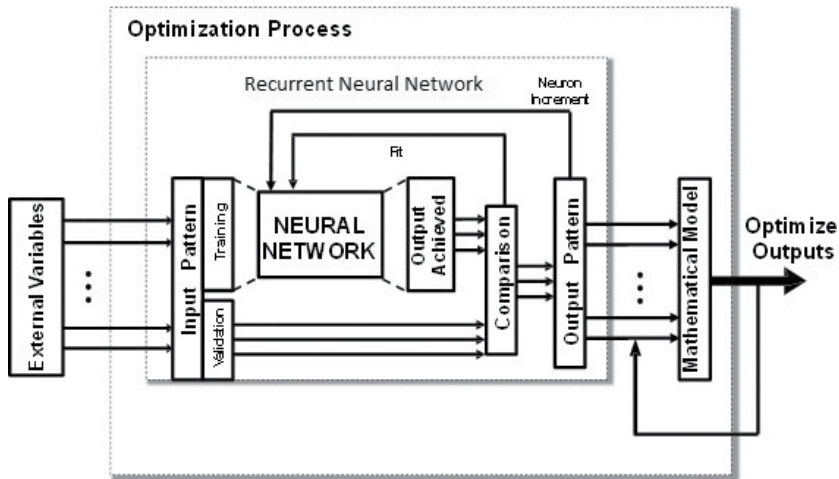 Optimization Process
Recurrent Neural Network
Neuron
Increment
Fit
External Variables
Input Pattern
Training
Validation
NEURAL
NETWORK
Output
Achieved
Comparison
Output Pattern
Mathematical Model
Optimize
Outputs